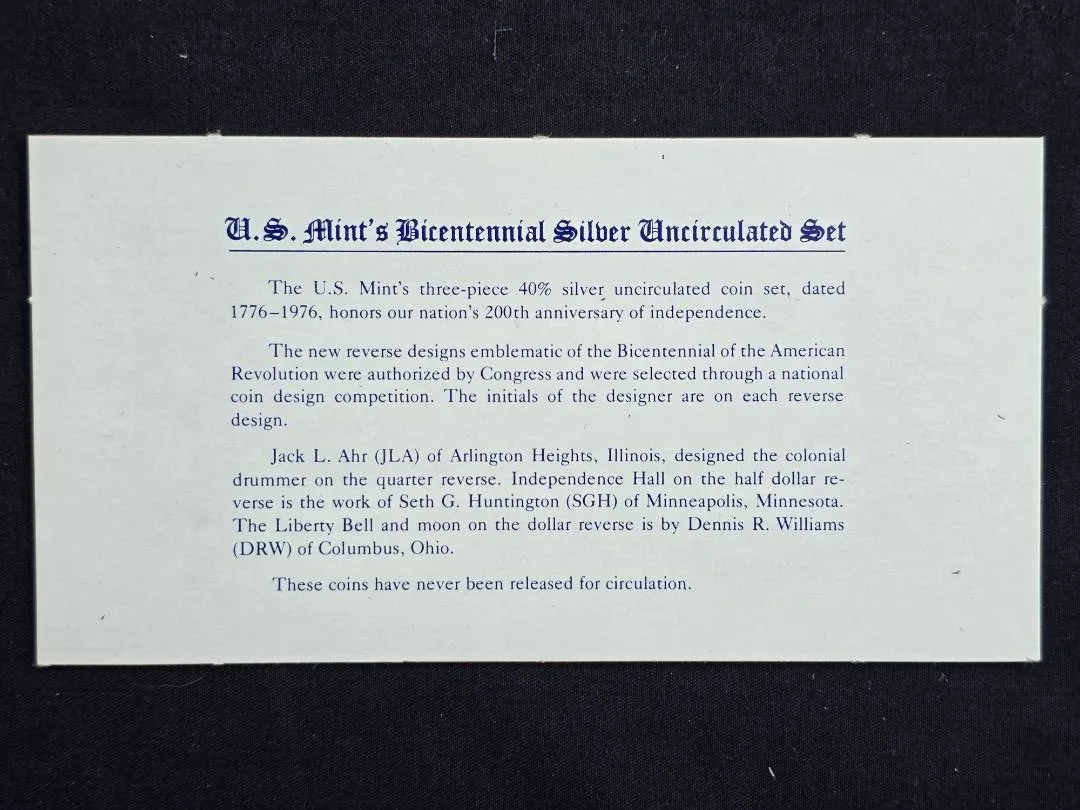 U.S. Mint's Bicentennial Silver Uncirculated Set
The U.S. Mint's three-piece 40% silver uncirculated coin set, dated
1776–1976, honors our nation's 200th anniversary of independence.
The new reverse designs emblematic of the Bicentennial of the American
Revolution were authorized by Congress and were selected through a national
coin design competition. The initials of the designer are on each reverse
design.
Jack L. Ahr (JLA) of Arlington Heights, Illinois, designed the colonial
drummer on the quarter reverse. Independence Hall on the half dollar re-
verse is the work of Seth G. Huntington (SGH) of Minneapolis, Minnesota.
The Liberty Bell and moon on the dollar reverse is by Dennis R. Williams
(DRW) of Columbus, Ohio.
These coins have never been released for circulation.